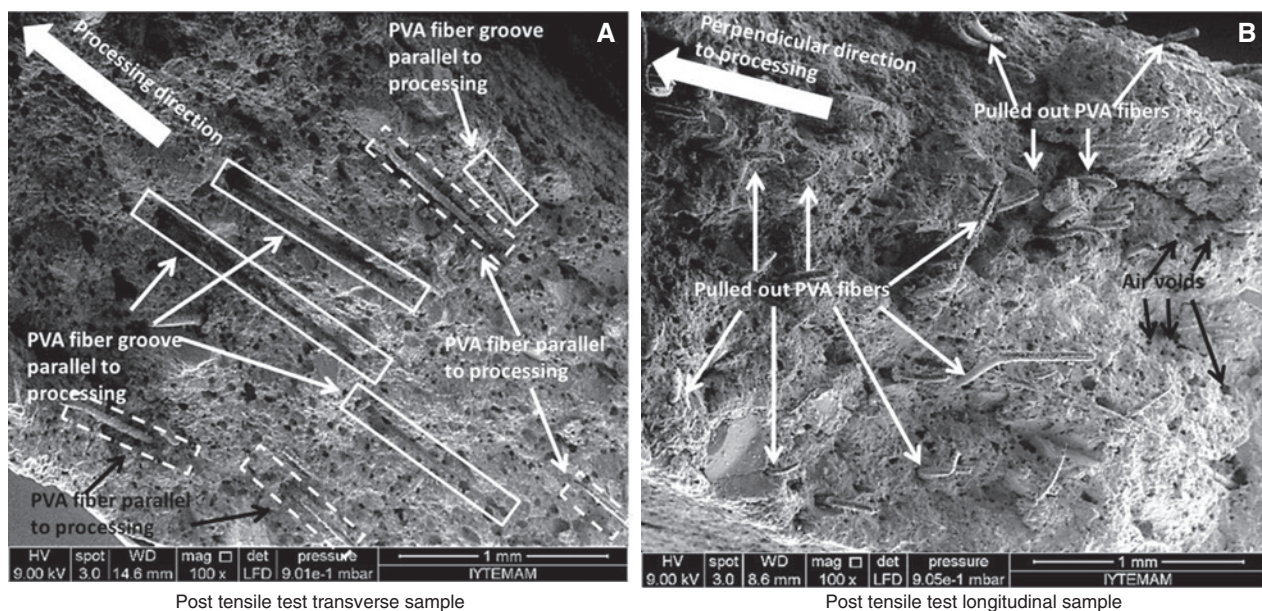 A
Processing direction
PVA fiber groove
parallel to
processing
PVA fiber groove
parallel to
processing
PVA fiber parallel
to processing
PVA fiber parallel
to processing
HV
spot
WD
mag
det
pressure
1 mm
9.00 kV
3.0
14.6 mm
100 x
LFD
9.01e-1 mbar
IYTEMAM
Post tensile test transverse sample
B
Perpendicular direction
to processing
Pulled out PVA fibers
Pulled out PVA fibers
Air voids
HV
spot
WD
mag
det
pressure
1 mm
9.00 kV
3.0
8.6 mm
100 x
LFD
9.05e-1 mbar
IYTEMAM
Post tensile test longitudinal sample